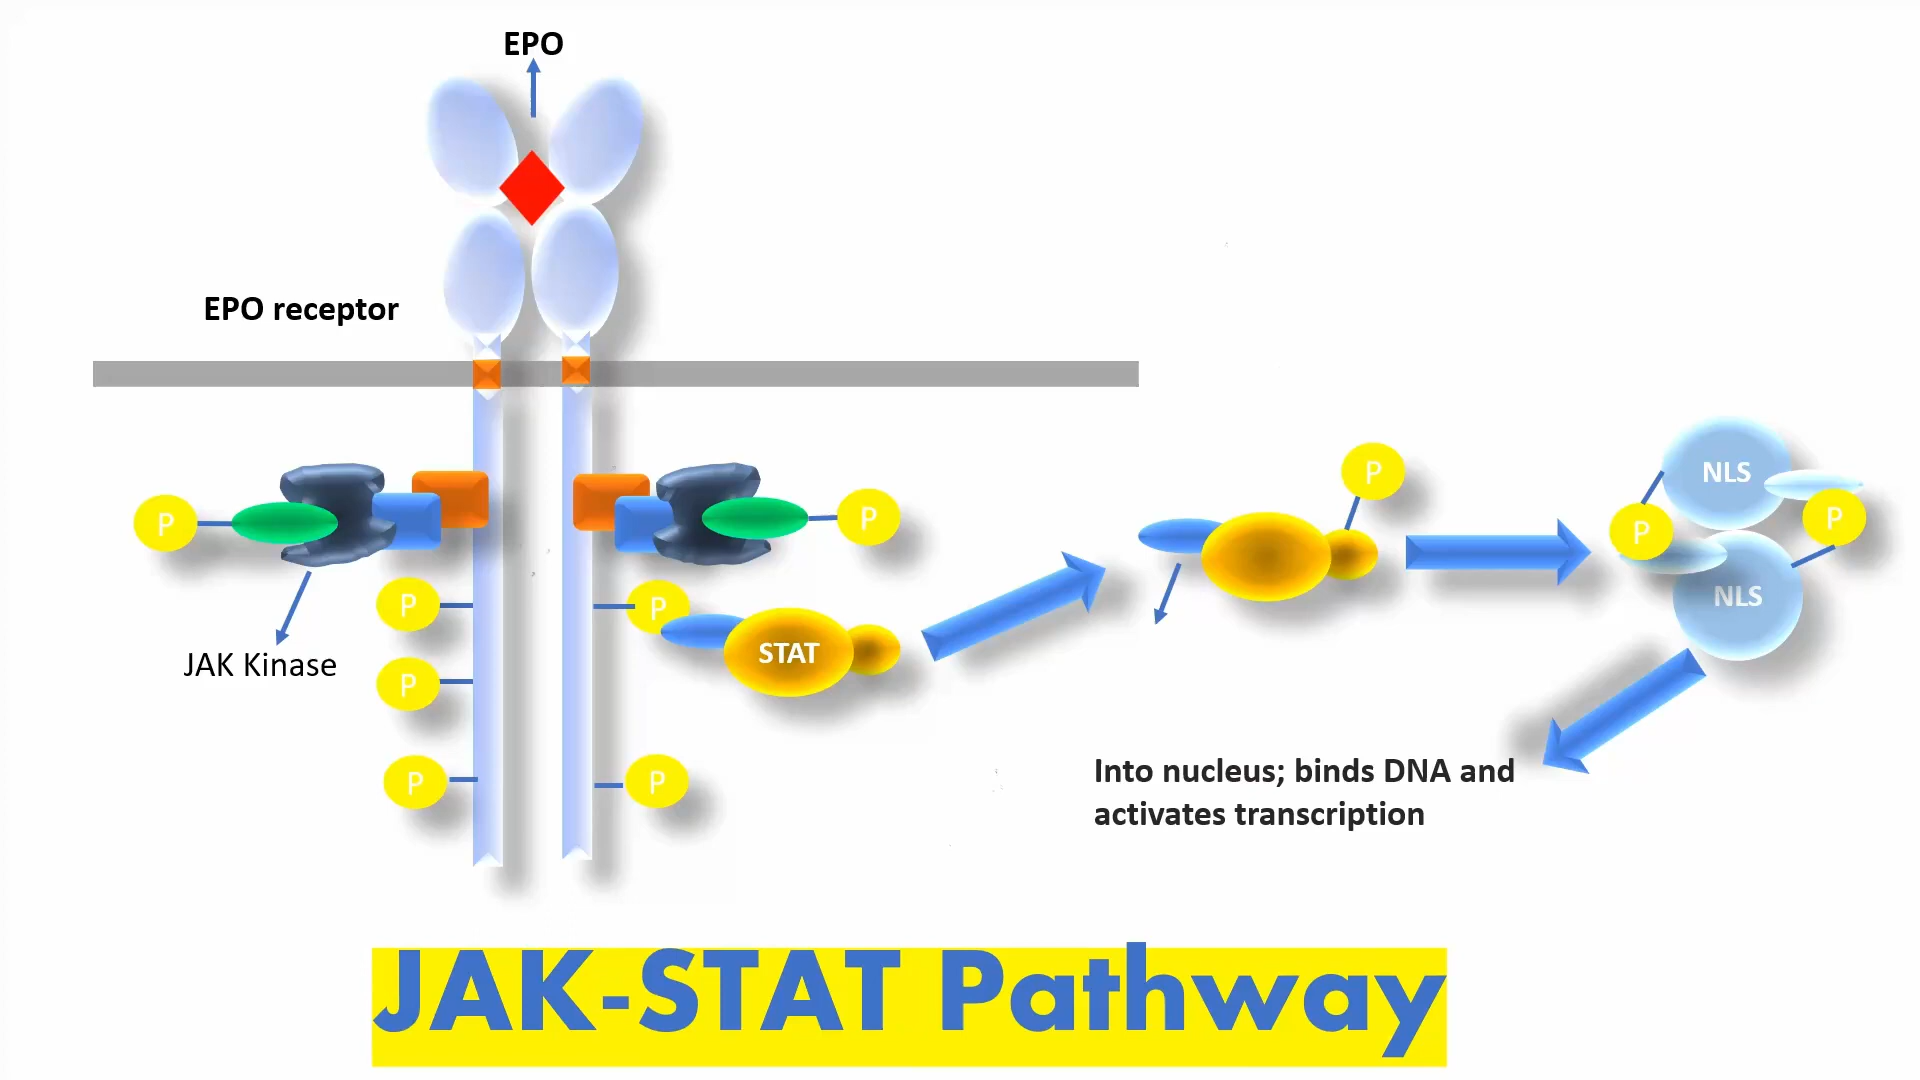 EPO
EPO receptor
P
P
P
NLS
P
P
NLS
P
P
STAT
JAK Kinase
P
P
P
Into nucleus; binds DNA and
activates transcription
JAK-STAT Pathway